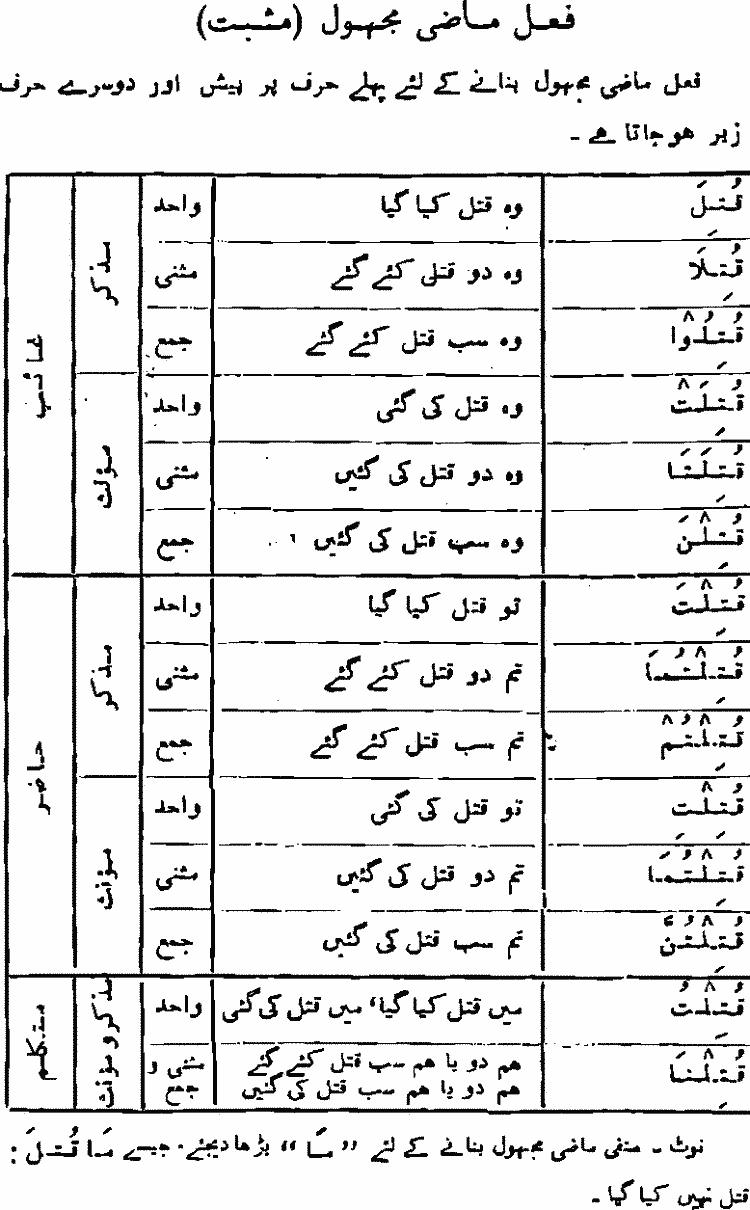 فعل ماضی مجہول (مثبت)
فعل ماضی مجہول بنانے کے لئے پہلے حرف پر پیش اور دوسرے حرف
زیر ہو جاتا ہے ۔
قُتِلَ وہ قتل کیا گیا واحد مذکر غائب
قُتِلَا وہ دو قتل کئے گئے مثنی
قُتِلُوْا وہ سب قتل کئے گئے جمع
قُتِلَتْ وہ قتل کی گئی واحد مؤنث
قُتِلَتَا وہ دو قتل کی گئیں مثنی
قُتِلْنَ وہ سب قتل کی گئیں جمع
قُتِلْتَ تو قتل کیا گیا واحد مذکر حاضر
قُتِلْتُمَا تم دو قتل کئے گئے مثنی
قُتِلْتُمْ تم سب قتل کئے گئے جمع
قُتِلْتِ تو قتل کی گئی واحد مؤنث
قُتِلْتُمَا تم دو قتل کی گئیں مثنی
قُتِلْتُنَّ تم سب قتل کی گئیں جمع
قُتِلْتُ میں قتل کیا گیا، میں قتل کی گئی واحد مذکر و مؤنث متکلم
قُتِلْنَا ہم دو یا ہم سب قتل کئے گئے مثنی و
ہم دو یا ہم سب قتل کی گئیں جمع
نوٹ ۔ منفی ماضی مجہول بنانے کے لئے ”مَا“ بڑھا دیجئے۔ جیسے مَا قُتِلَ :
قتل نہیں کیا گیا ۔